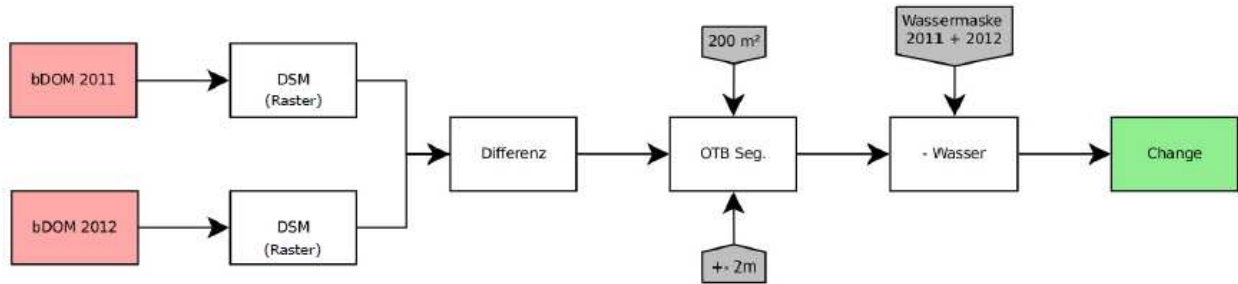 bDOM 2011
DSM
(Raster)
200 m²
Wassermaske
2011 + 2012
Differenz
OTB Seg.
- Wasser
Change
bDOM 2012
DSM
(Raster)
+- 2m